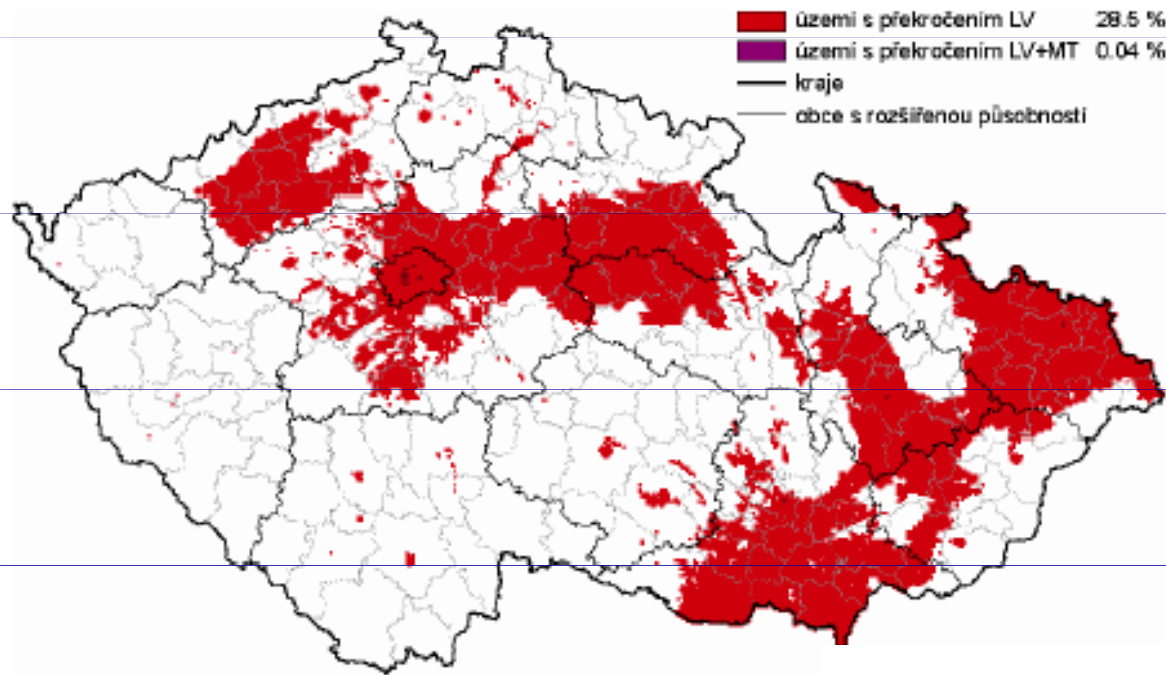 území s překročením LV 28.5 %
území s překročením LV+MT 0.04 %
kraje
obce s rozšířenou působností